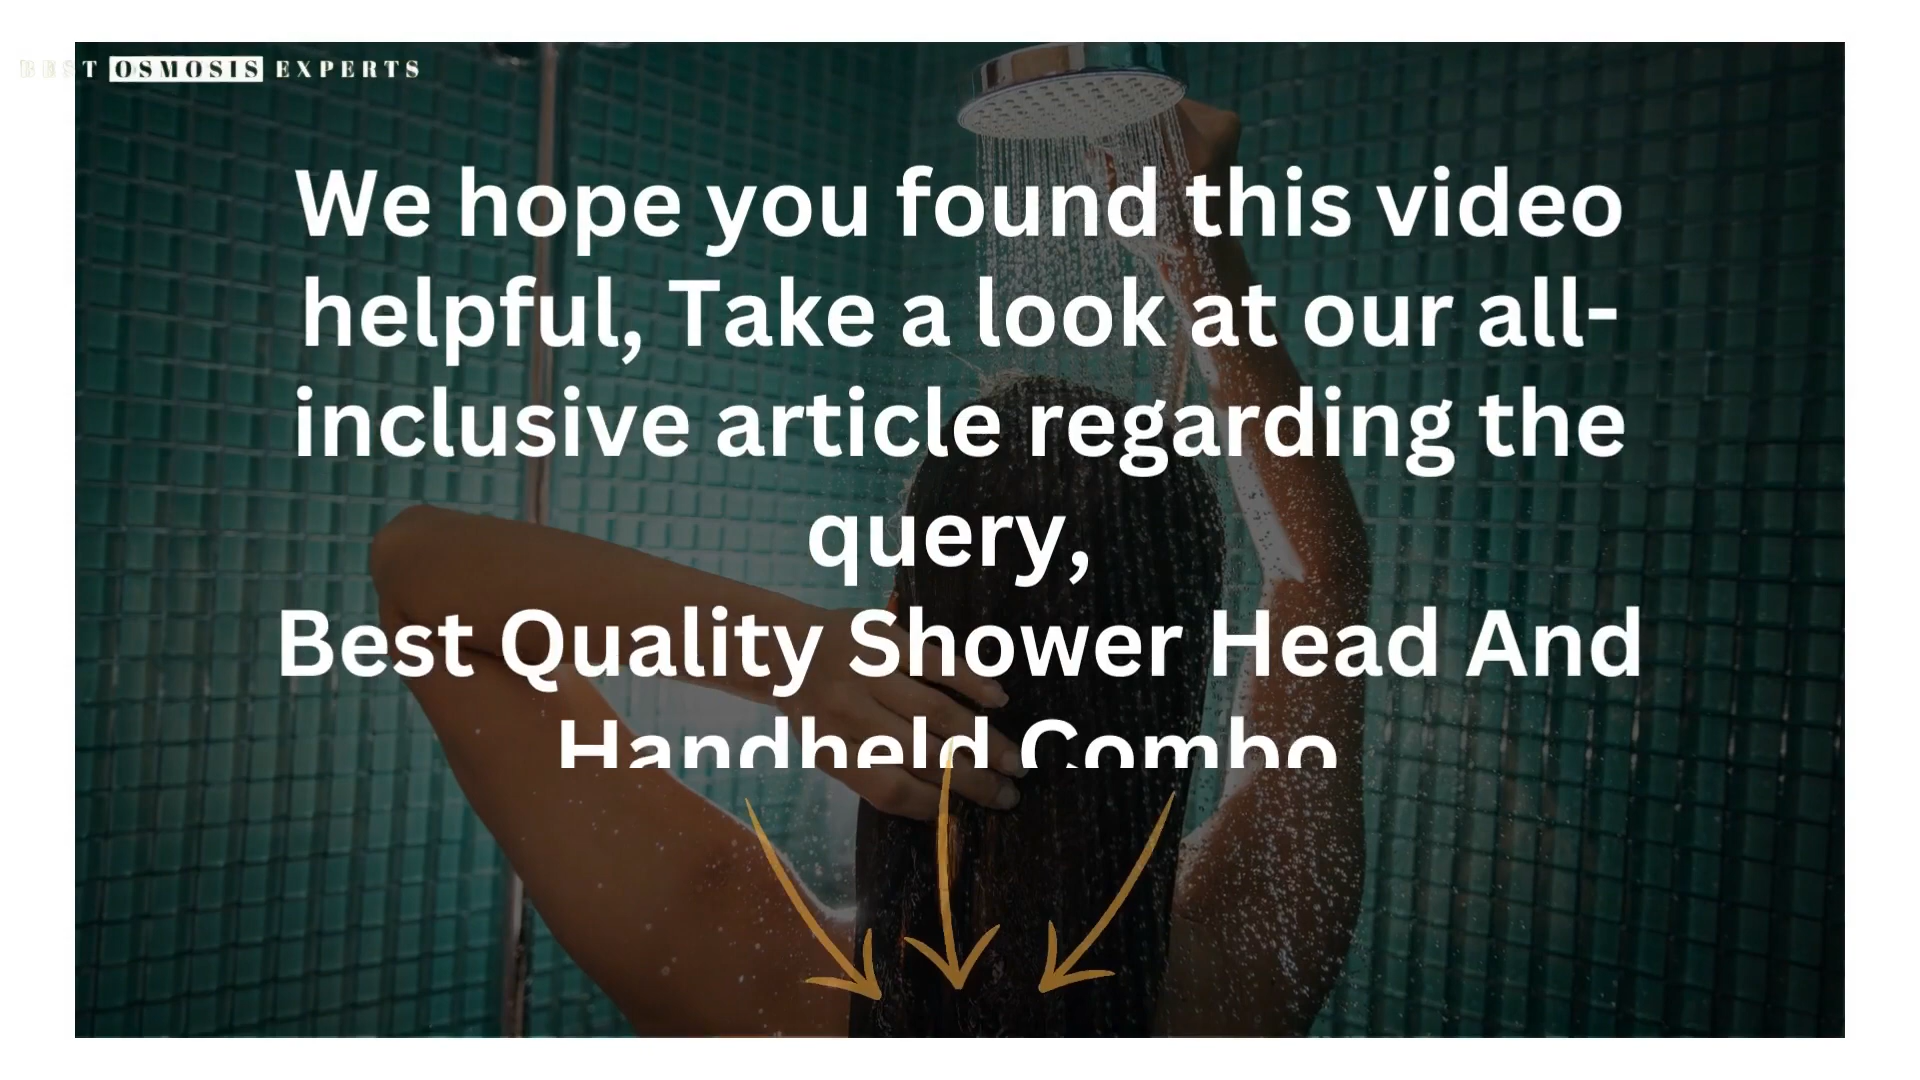 BEST OSMOSIS EXPERTS
We hope you found this video
helpful, Take a look at our all-
inclusive article regarding the
query,
Best Quality Shower Head And
Handheld Combo